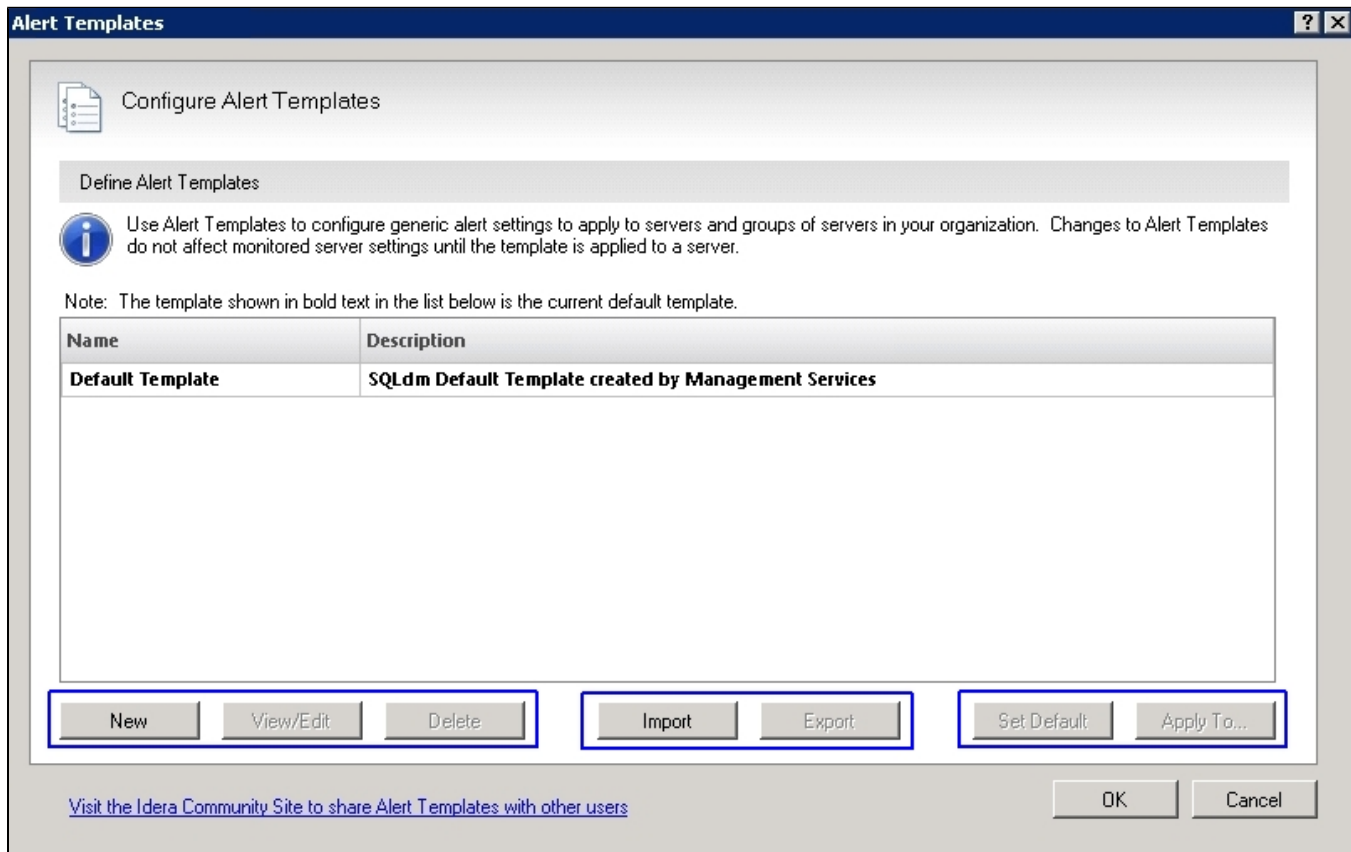 Alert Templates
Configure Alert Templates
Define Alert Templates
Use Alert Templates to configure generic alert settings to apply to servers and groups of servers in your organization. Changes to Alert Templates
do not affect monitored server settings until the template is applied to a server.
Note: The template shown in bold text in the list below is the current default template.
Name Description
Default Template SQLdm Default Template created by Management Services
New View/Edit Delete Import Export Set Default Apply To...
Visit the Idera Community Site to share Alert Templates with other users
OK Cancel